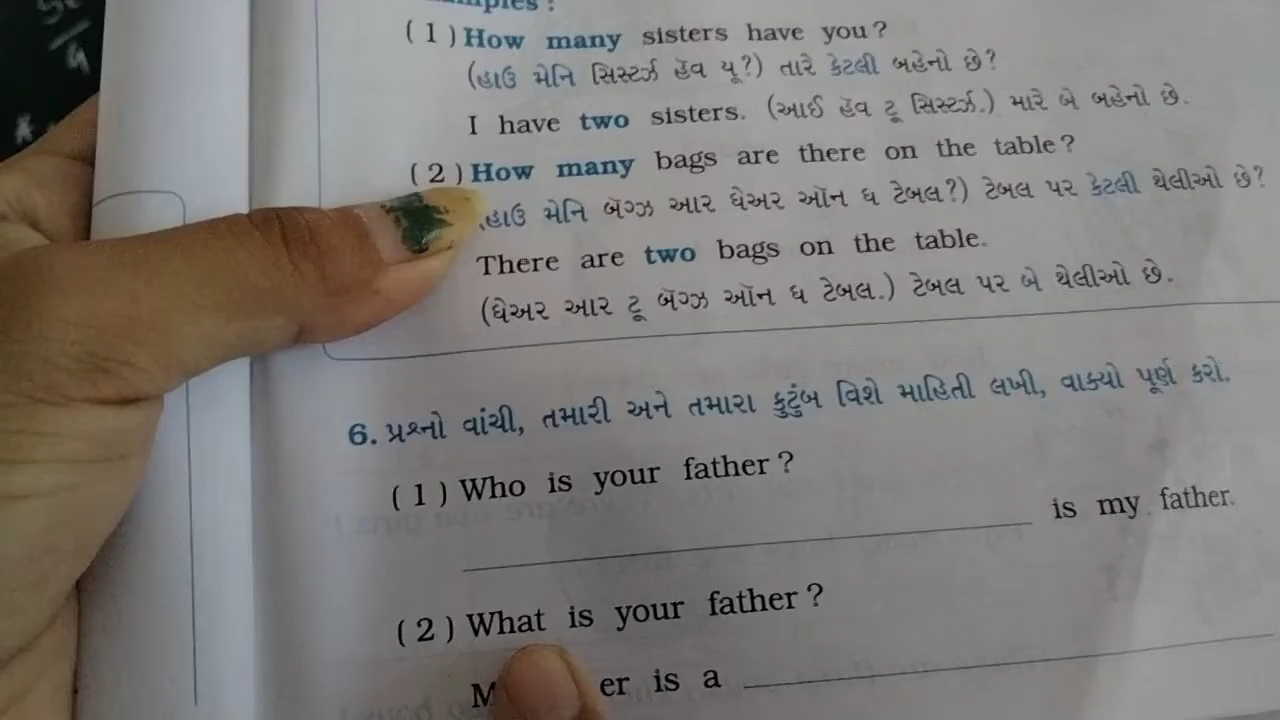 ( 1 ) How many sisters have you ?
(હાઉ મેનિ સિસ્ટર્ઝ હૅવ યૂ?) તારે કેટલી બહેનો છે?
I have two sisters. (આઈ હૅવ ટૂ સિસ્ટર્ઝ.) મારે બે બહેનો છે.
( 2 ) How many bags are there on the table ?
(હાઉ મેનિ બૅગ્ઝ આર ધેઅર ઑન ધ ટેબલ?) ટેબલ પર કેટલી થેલીઓ છે?
There are two bags on the table.
(ધેઅર આર ટૂ બૅગ્ઝ ઑન ધ ટેબલ.) ટેબલ પર બે થેલીઓ છે.
6. પ્રશ્નો વાંચી, તમારી અને તમારા કુટુંબ વિશે માહિતી લખી, વાક્યો પૂર્ણ કરો.
( 1 ) Who is your father ?
is my father.
( 2 ) What is your father ?
is a